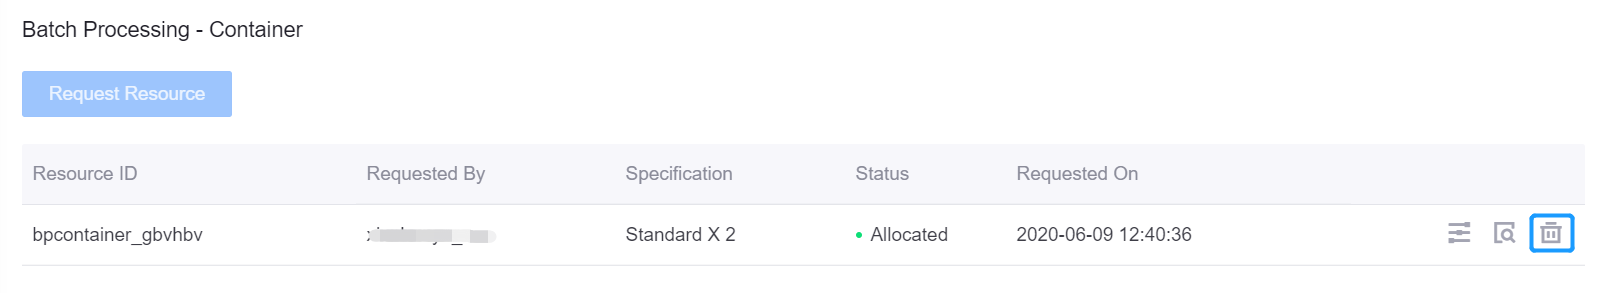 Batch Processing - Container
Request Resource
Resource ID Requested By Specification Status Requested On
bpcontainer_gbvhbv Standard X 2 Allocated 2020-06-09 12:40:36